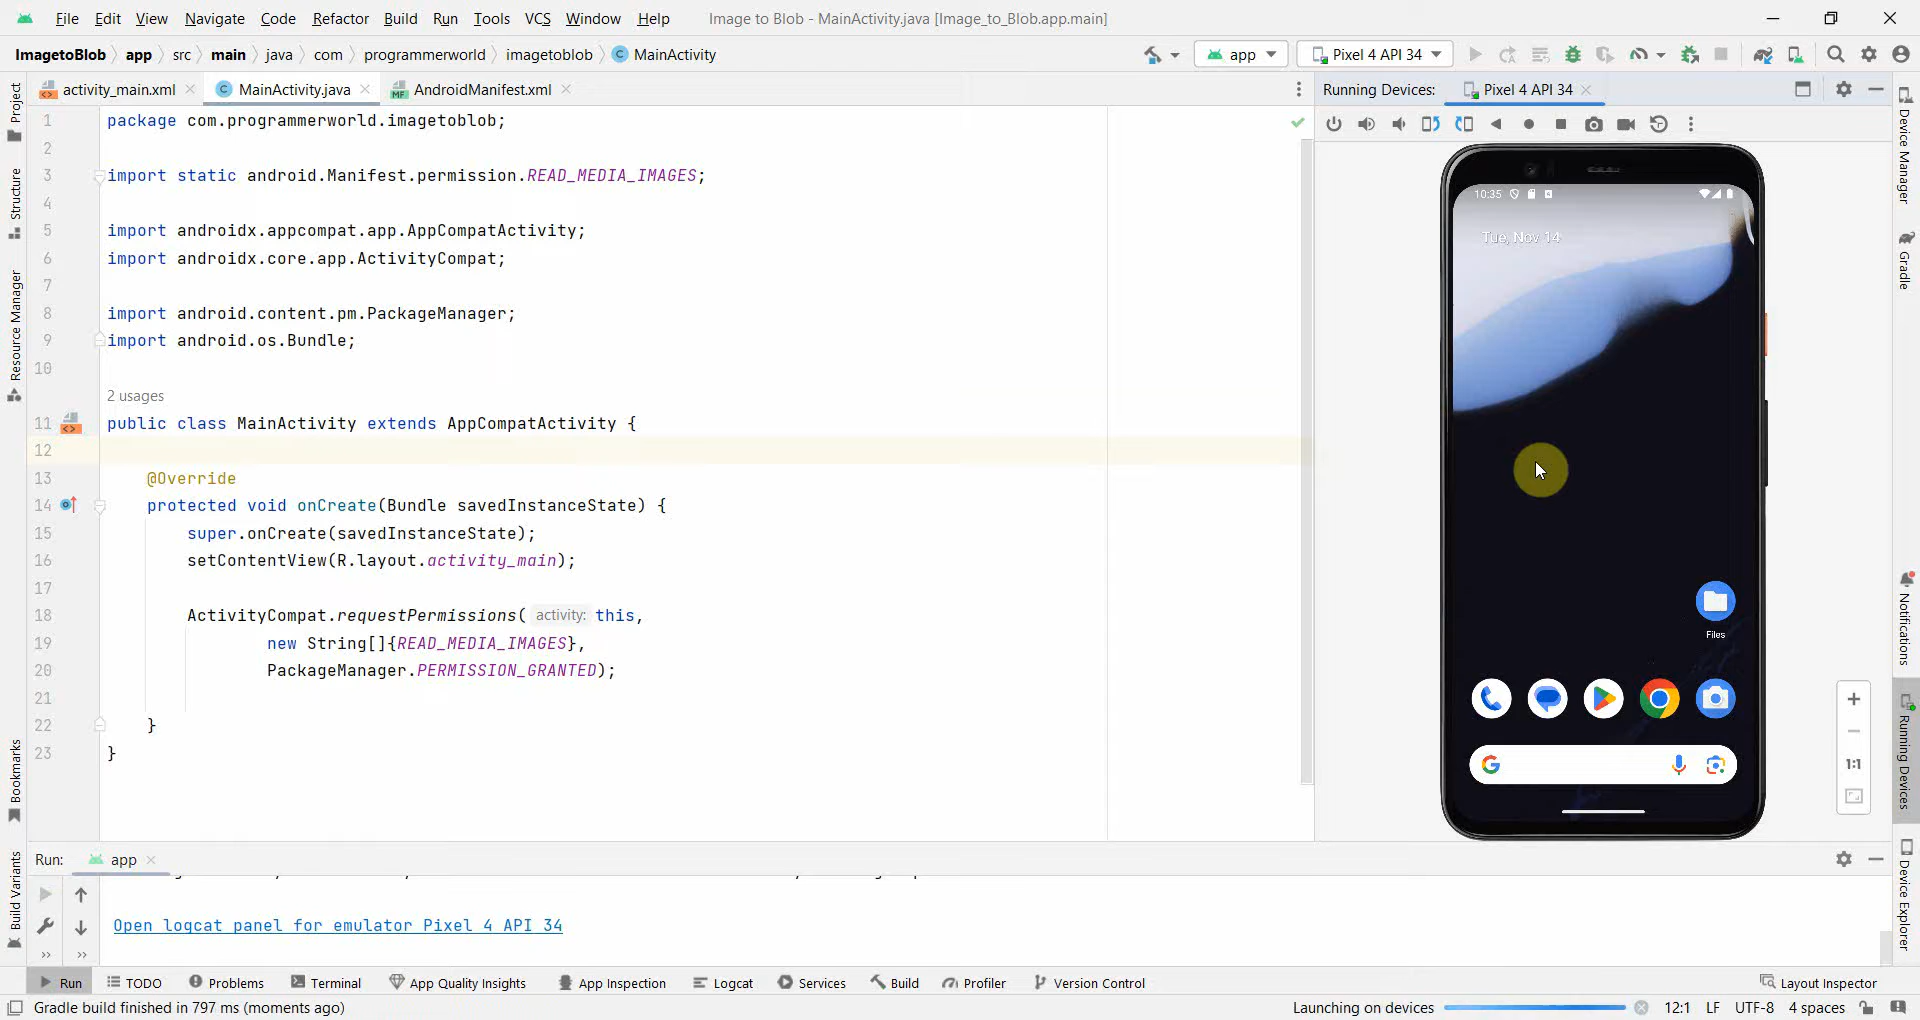 File Edit View Navigate Code Refactor Build Run Tools VCS Window Help Image to Blob - MainActivity.java [Image_to_Blob.app.main]
ImagetoBlob app src main java com programmerworld imagetoblob C MainActivity app Pixel 4 API 34
activity_main.xml C MainActivity.java MF AndroidManifest.xml Running Devices: Pixel 4 API 34
Project
Structure
Resource Manager
Bookmarks
Build Variants
1 package com.programmerworld.imagetoblob;
2
3 import static android.Manifest.permission.READ_MEDIA_IMAGES;
4
5 import androidx.appcompat.app.AppCompatActivity;
6 import androidx.core.app.ActivityCompat;
7
8 import android.content.pm.PackageManager;
9 import android.os.Bundle;
10
2 usages
11 public class MainActivity extends AppCompatActivity {
12
13 @Override
14 protected void onCreate(Bundle savedInstanceState) {
15 super.onCreate(savedInstanceState);
16 setContentView(R.layout.activity_main);
17
18 ActivityCompat.requestPermissions( activity: this,
19 new String[]{READ_MEDIA_IMAGES},
20 PackageManager.PERMISSION_GRANTED);
21
22 }
23 }
10:35
Tue, Nov 14
Files
G
+
−
1:1
Device Manager
Gradle
Notifications
Running Devices
Device Explorer
Run: app
Open logcat panel for emulator Pixel 4 API 34
Run TODO Problems Terminal App Quality Insights App Inspection Logcat Services Build Profiler Version Control Layout Inspector
Gradle build finished in 797 ms (moments ago) Launching on devices 12:1 LF UTF-8 4 spaces